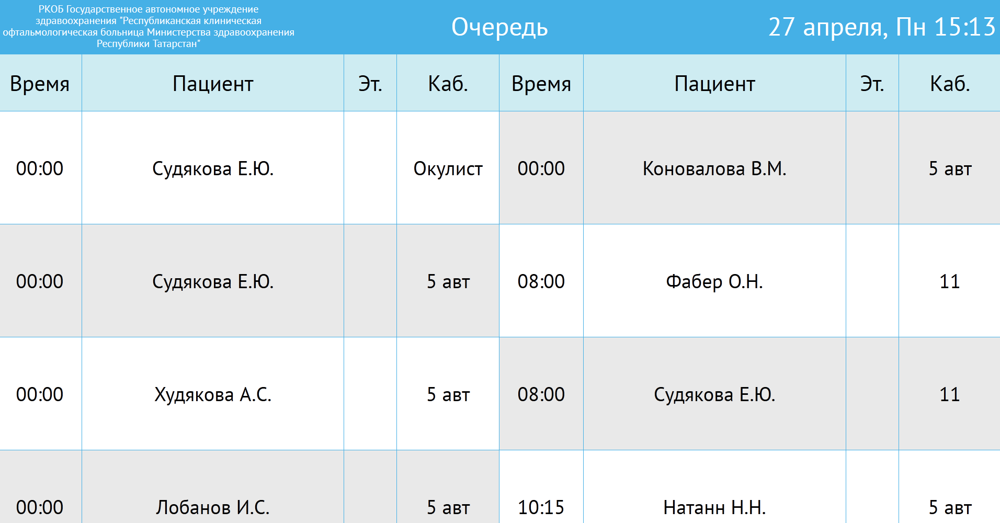 РКОБ Государственное автономное учреждение
здравоохранения "Республиканская клиническая
офтальмологическая больница Министерства здравоохранения
Республики Татарстан"
Очередь
27 апреля, Пн 15:13
Время Пациент Эт. Каб. Время Пациент Эт. Каб.
00:00 Судякова Е.Ю. Окулист 00:00 Коновалова В.М. 5 авт
00:00 Судякова Е.Ю. 5 авт 08:00 Фабер О.Н. 11
00:00 Худякова А.С. 5 авт 08:00 Судякова Е.Ю. 11
00:00 Лобанов И.С. 5 авт 10:15 Натанн Н.Н. 5 авт